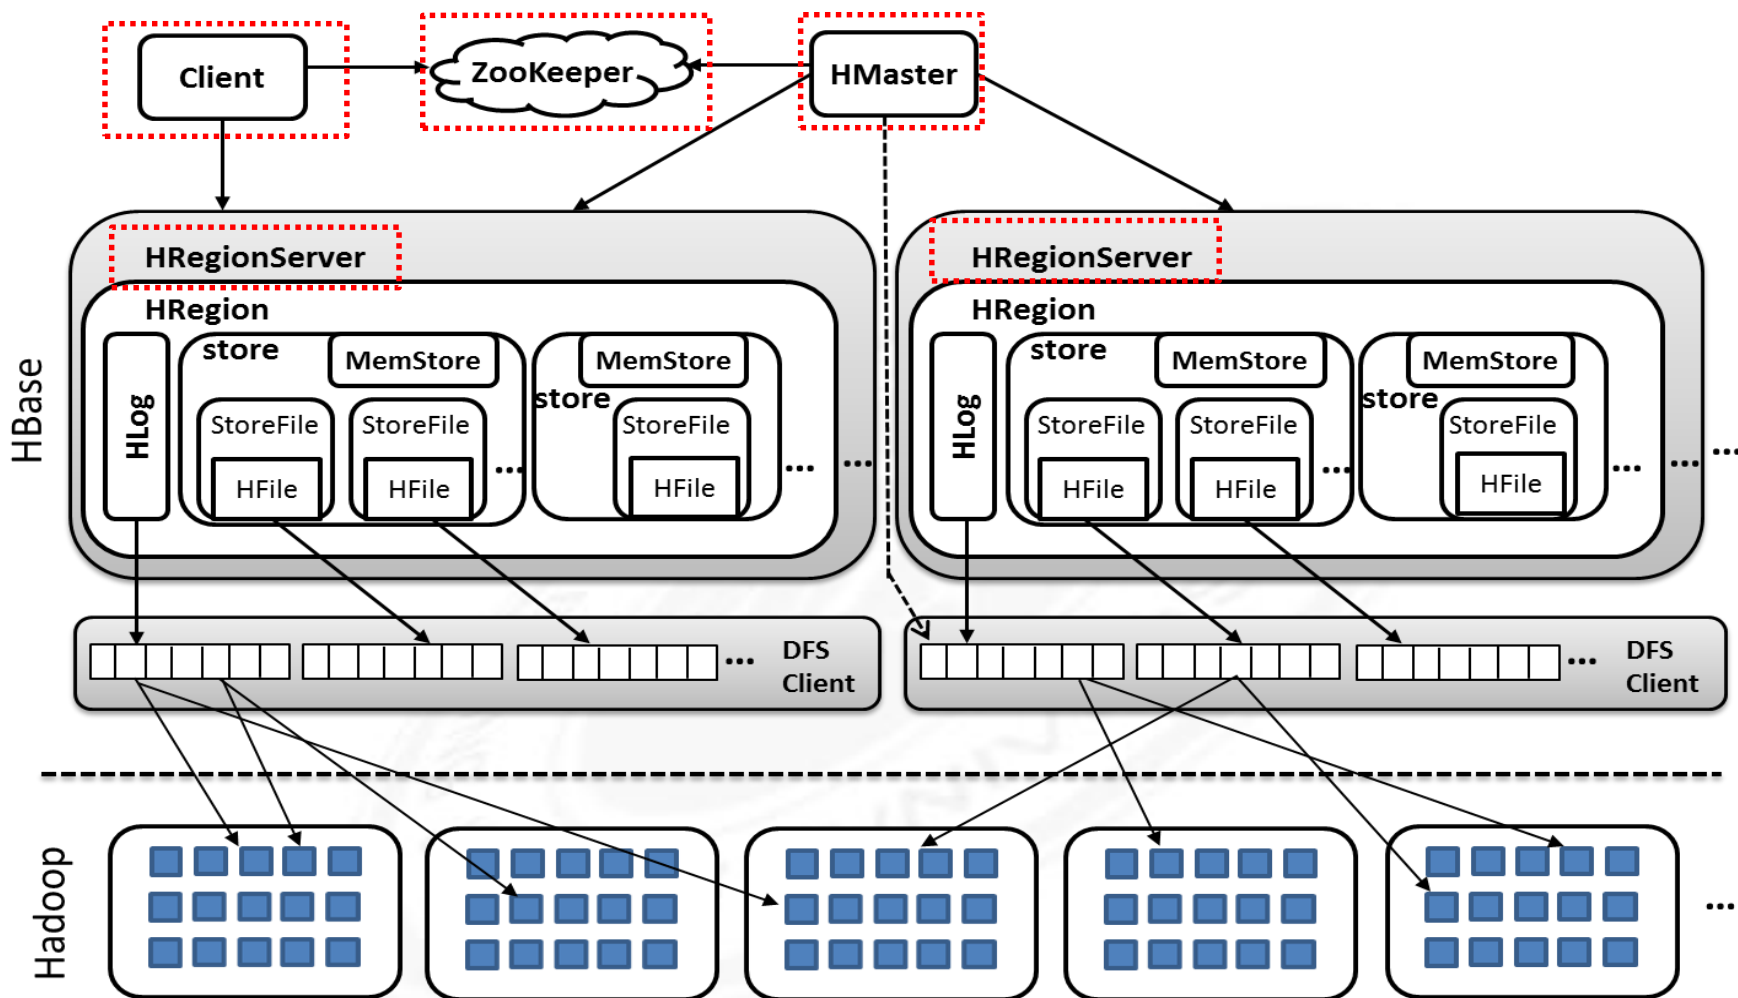 Client
ZooKeeper
HMaster
HBase
HRegionServer
HRegion
HLog
store
MemStore
StoreFile
HFile
StoreFile
HFile
...
store
MemStore
StoreFile
HFile
...
...
HRegionServer
HRegion
HLog
store
MemStore
StoreFile
HFile
StoreFile
HFile
...
store
MemStore
StoreFile
HFile
...
...
...
...
DFS
Client
...
DFS
Client
Hadoop
...